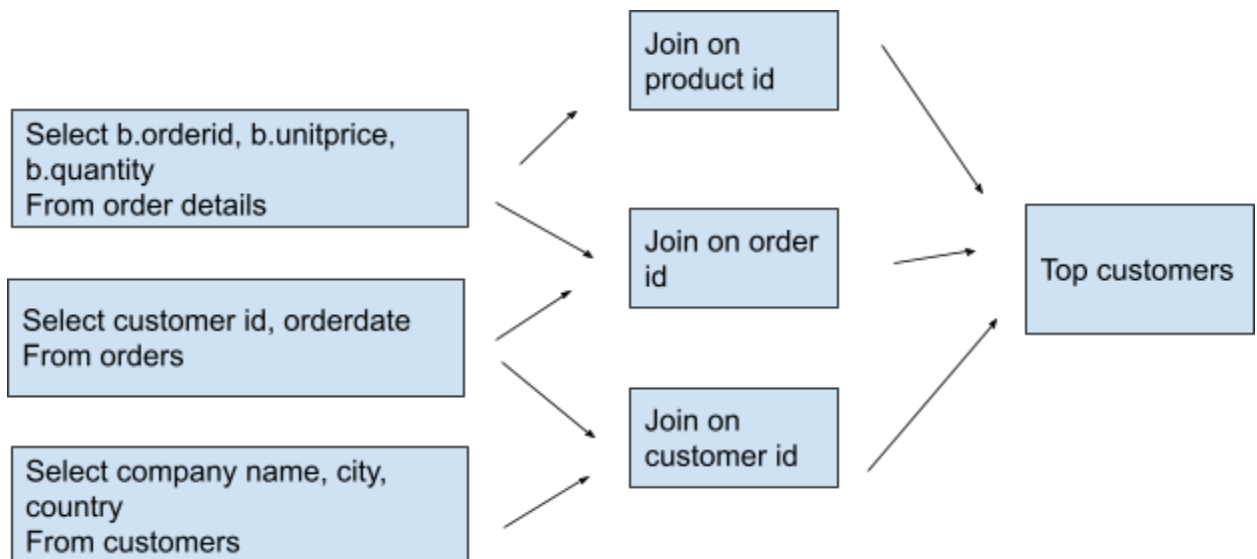 Select b.orderid, b.unitprice,
b.quantity
From order details
Select customer id, orderdate
From orders
Select company name, city,
country
From customers
Join on
product id
Join on order
id
Join on
customer id
Top customers